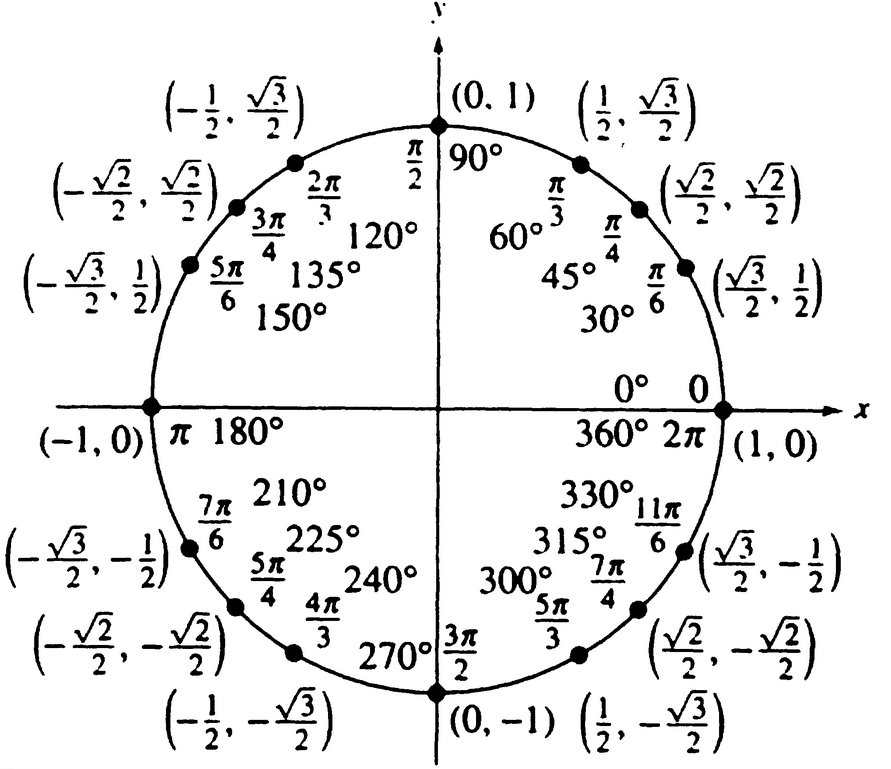 y
(-1/2, √3/2) (0, 1) (1/2, √3/2)
π/2 90°
(-√2/2, √2/2) 2π/3 π/3 (√2/2, √2/2)
3π/4 120° 60° π/4
(-√3/2, 1/2) 5π/6 135° 45° π/6 (√3/2, 1/2)
150° 30°
0° 0
x
(-1, 0) π 180° 360° 2π (1, 0)
7π/6 210° 330° 11π/6
(-√3/2, -1/2) 225° 315° (√3/2, -1/2)
5π/4 240° 300° 7π/4
4π/3 5π/3
(-√2/2, -√2/2) 270° 3π/2 (√2/2, -√2/2)
(-1/2, -√3/2) (0, -1) (1/2, -√3/2)